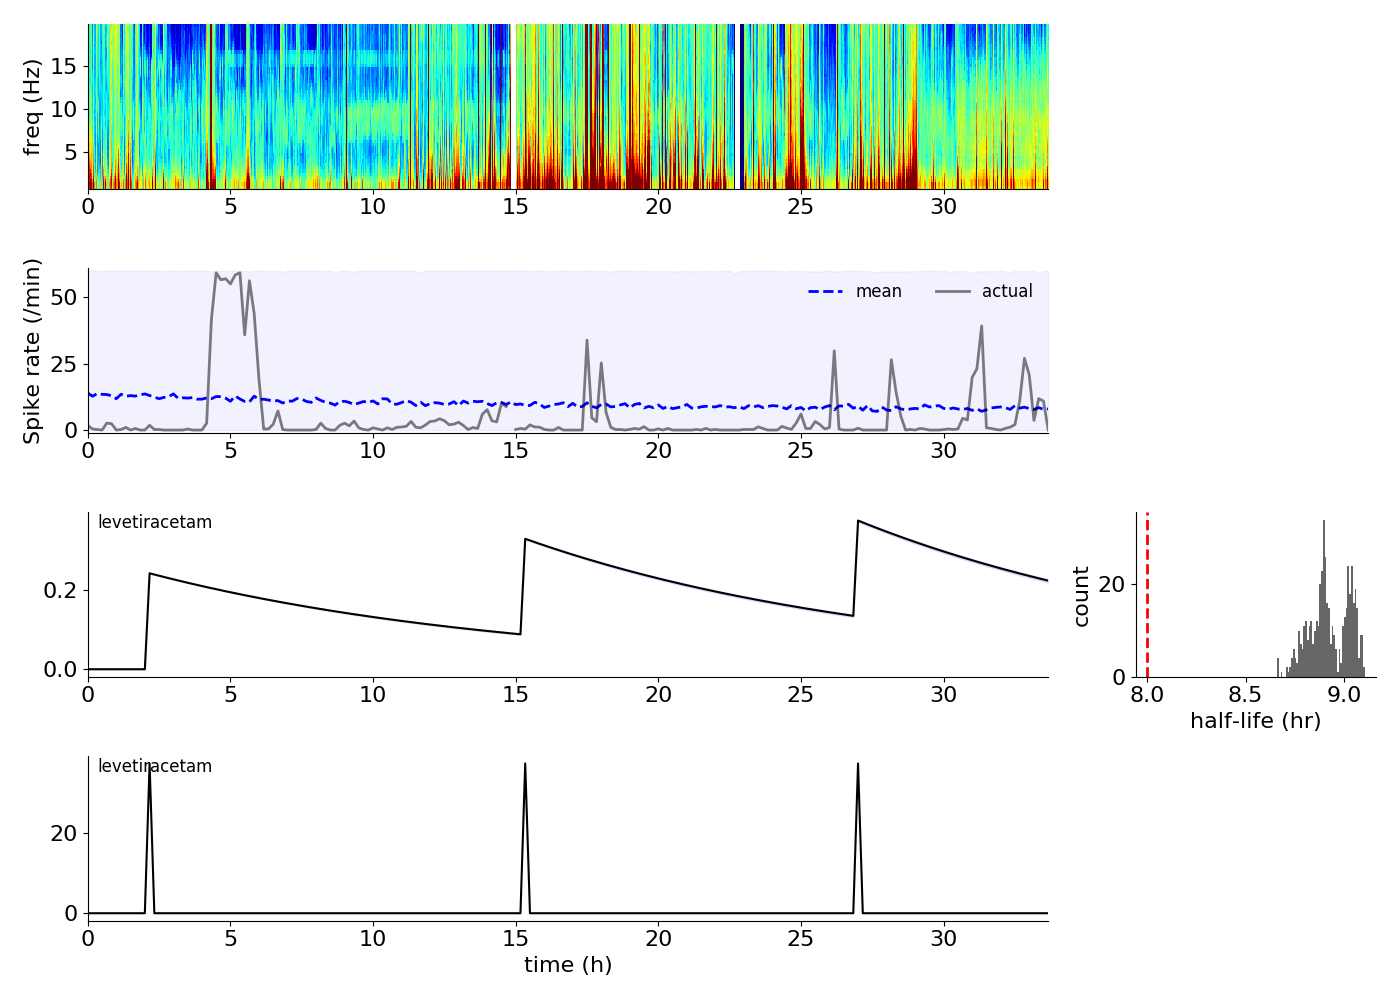 freq (Hz)
15
10
5
0 5 10 15 20 25 30
Spike rate (/min)
50
25
0
mean actual
0 5 10 15 20 25 30
levetiracetam
0.2
0.0
0 5 10 15 20 25 30
count
20
0
8.0 8.5 9.0
half-life (hr)
levetiracetam
20
0
0 5 10 15 20 25 30
time (h)